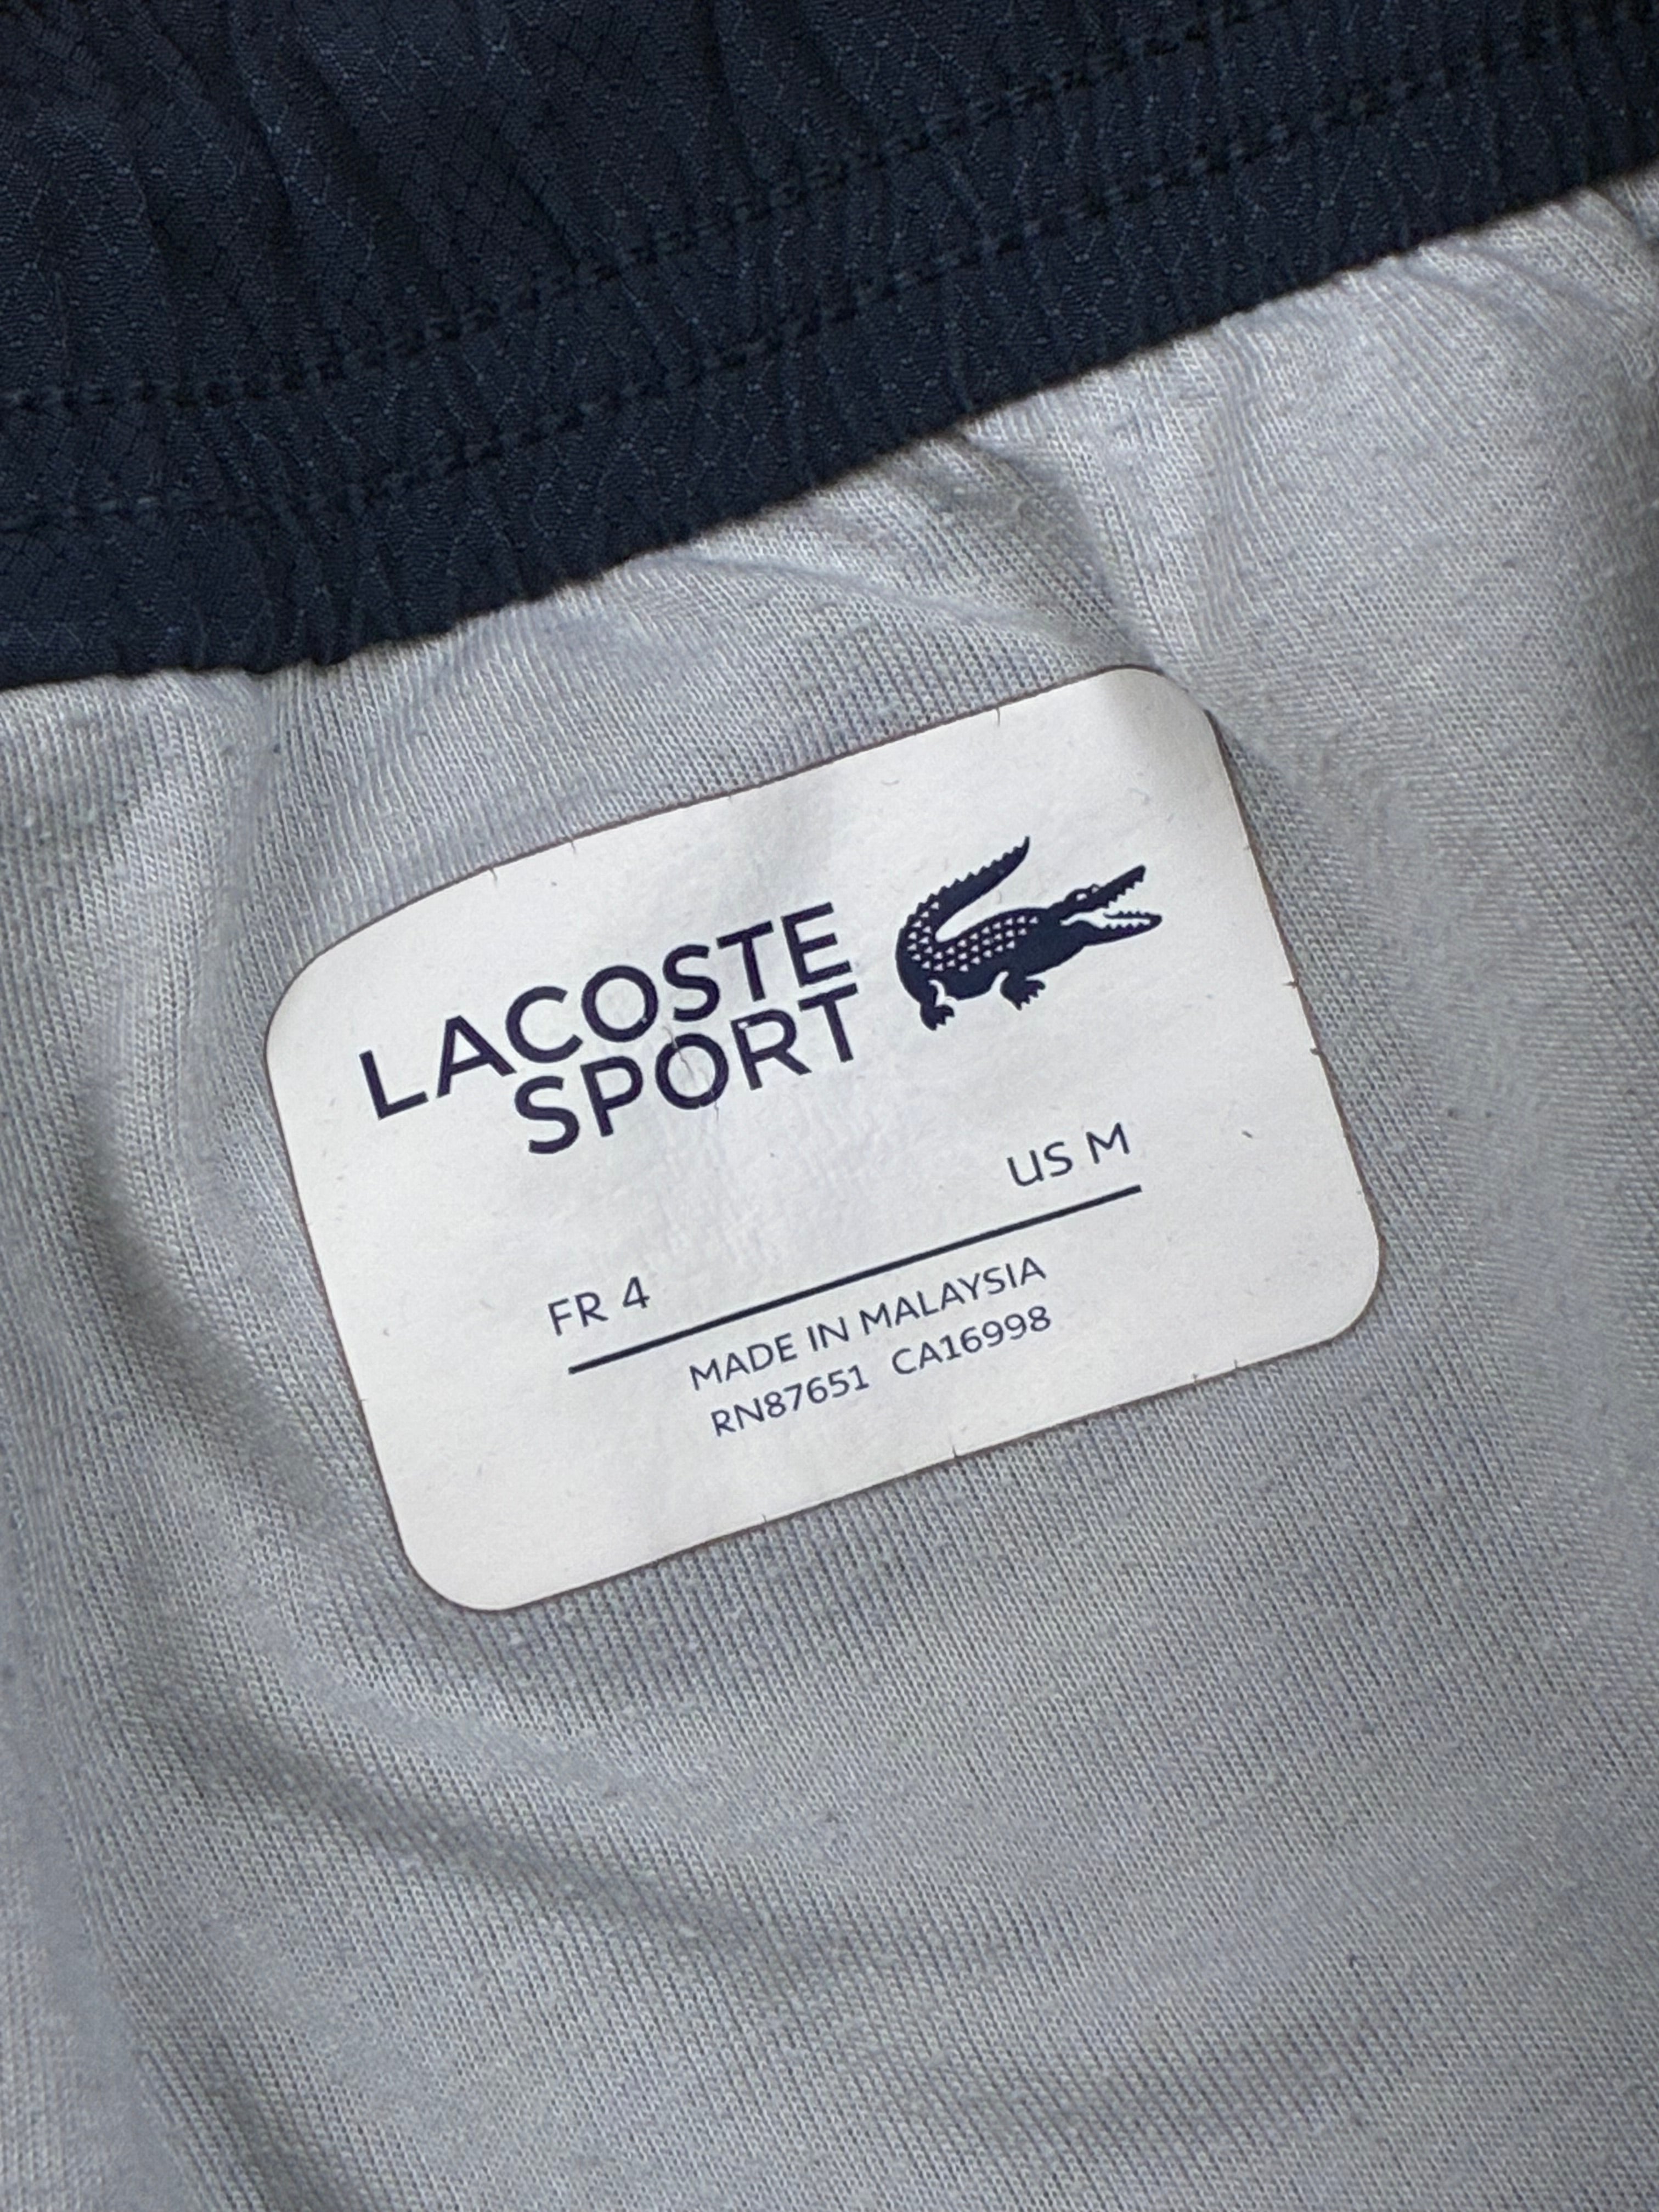 LACOSTE
SPORT
FR 4 US M
MADE IN MALAYSIA
RN87651 CA16998